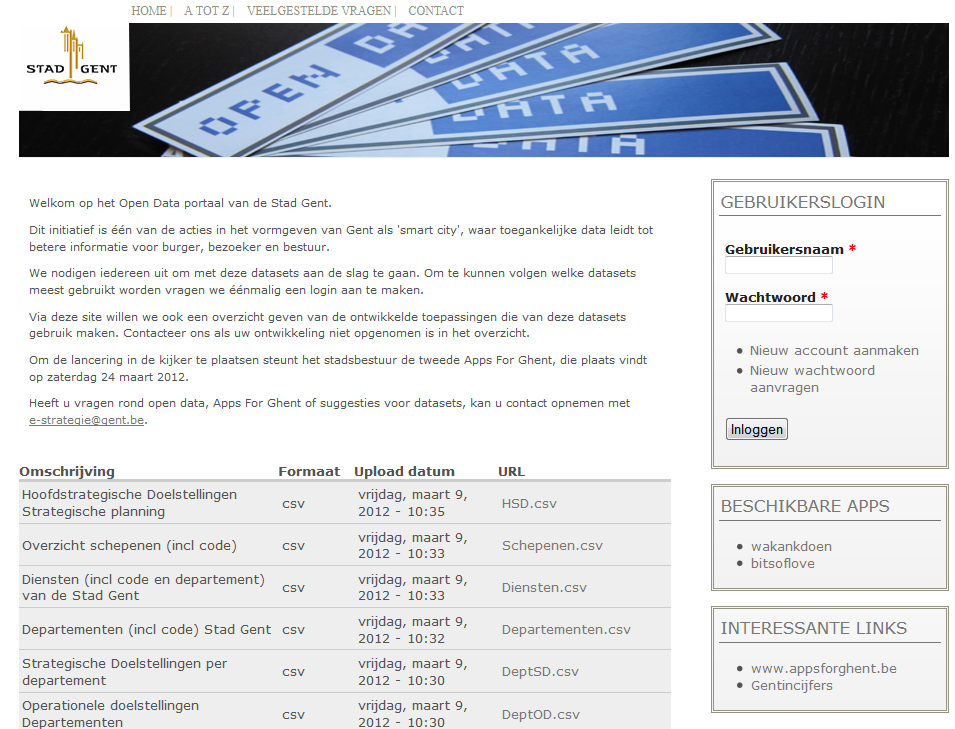 HOME | A TOT Z | VEELGESTELDE VRAGEN | CONTACT
STAD GENT
OPEN DATA
DATA
DATA
DATA
Welkom op het Open Data portaal van de Stad Gent.
Dit initiatief is één van de acties in het vormgeven van Gent als 'smart city', waar toegankelijke data leidt tot
betere informatie voor burger, bezoeker en bestuur.
We nodigen iedereen uit om met deze datasets aan de slag te gaan. Om te kunnen volgen welke datasets
meest gebruikt worden vragen we éénmalig een login aan te maken.
Via deze site willen we ook een overzicht geven van de ontwikkelde toepassingen die van deze datasets
gebruik maken. Contacteer ons als uw ontwikkeling niet opgenomen is in het overzicht.
Om de lancering in de kijker te plaatsen steunt het stadsbestuur de tweede Apps For Ghent, die plaats vindt
op zaterdag 24 maart 2012.
Heeft u vragen rond open data, Apps For Ghent of suggesties voor datasets, kan u contact opnemen met
e-strategie@gent.be.
Omschrijving Formaat Upload datum URL
Hoofdstrategische Doelstellingen
Strategische planning csv vrijdag, maart 9,
2012 - 10:35 HSD.csv
Overzicht schepenen (incl code) csv vrijdag, maart 9,
2012 - 10:33 Schepenen.csv
Diensten (incl code en departement)
van de Stad Gent csv vrijdag, maart 9,
2012 - 10:33 Diensten.csv
Departementen (incl code) Stad Gent csv vrijdag, maart 9,
2012 - 10:32 Departementen.csv
Strategische Doelstellingen per
departement csv vrijdag, maart 9,
2012 - 10:30 DeptSD.csv
Operationele doelstellingen
Departementen csv vrijdag, maart 9,
2012 - 10:30 DeptOD.csv
GEBRUIKERSLOGIN
Gebruikersnaam *
Wachtwoord *
Nieuw account aanmaken
Nieuw wachtwoord
aanvragen
Inloggen
BESCHIKBARE APPS
wakankdoen
bitsoflove
INTERESSANTE LINKS
www.appsforghent.be
Gentincijfers